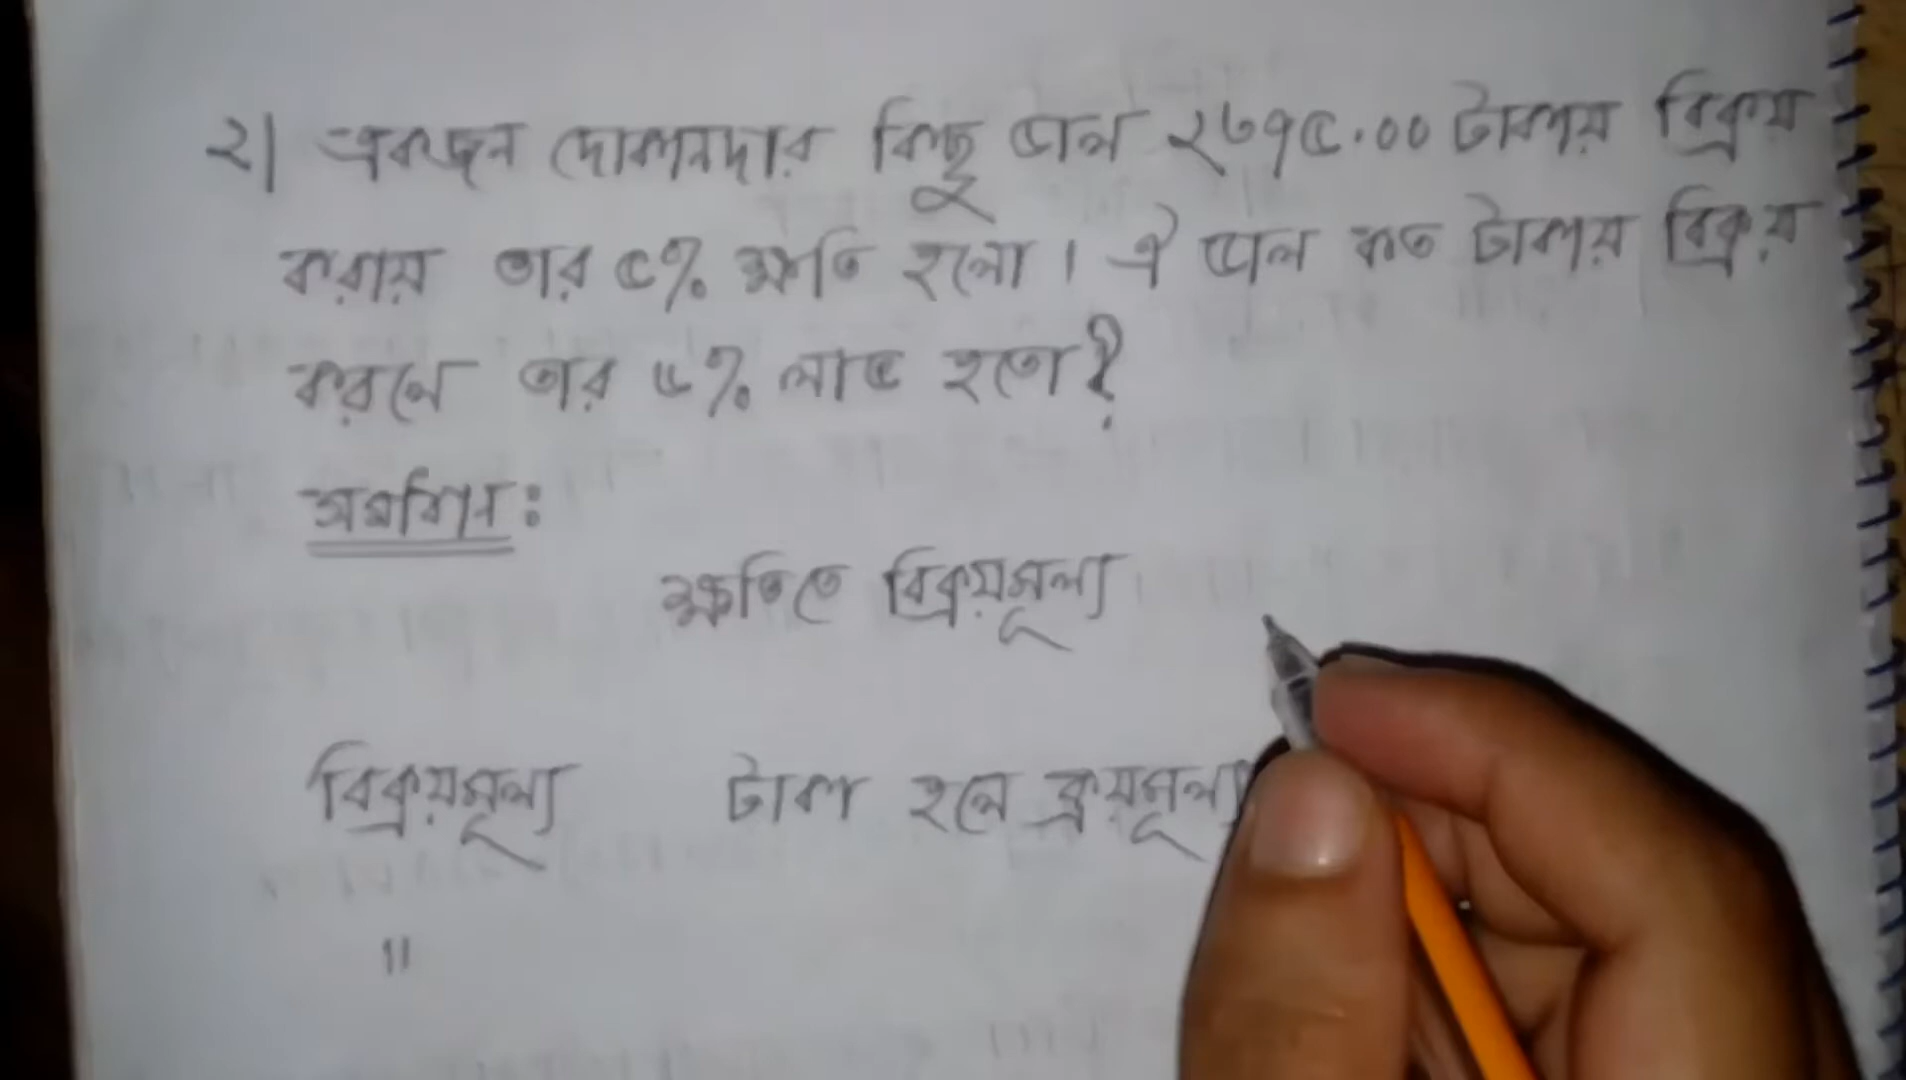 ২। একজন দোকানদার কিছু ডাল ২৩৭৫.০০ টাকায় বিক্রয়
করায় তার ৫% ক্ষতি হলো। ঐ ডাল কত টাকায় বিক্রয়
করলে তার ৬% লাভ হতো?
সমাধান:
ক্ষতিতে বিক্রয়মূল্য
বিক্রয়মূল্য টাকা হলে ক্রয়মূল্য
"